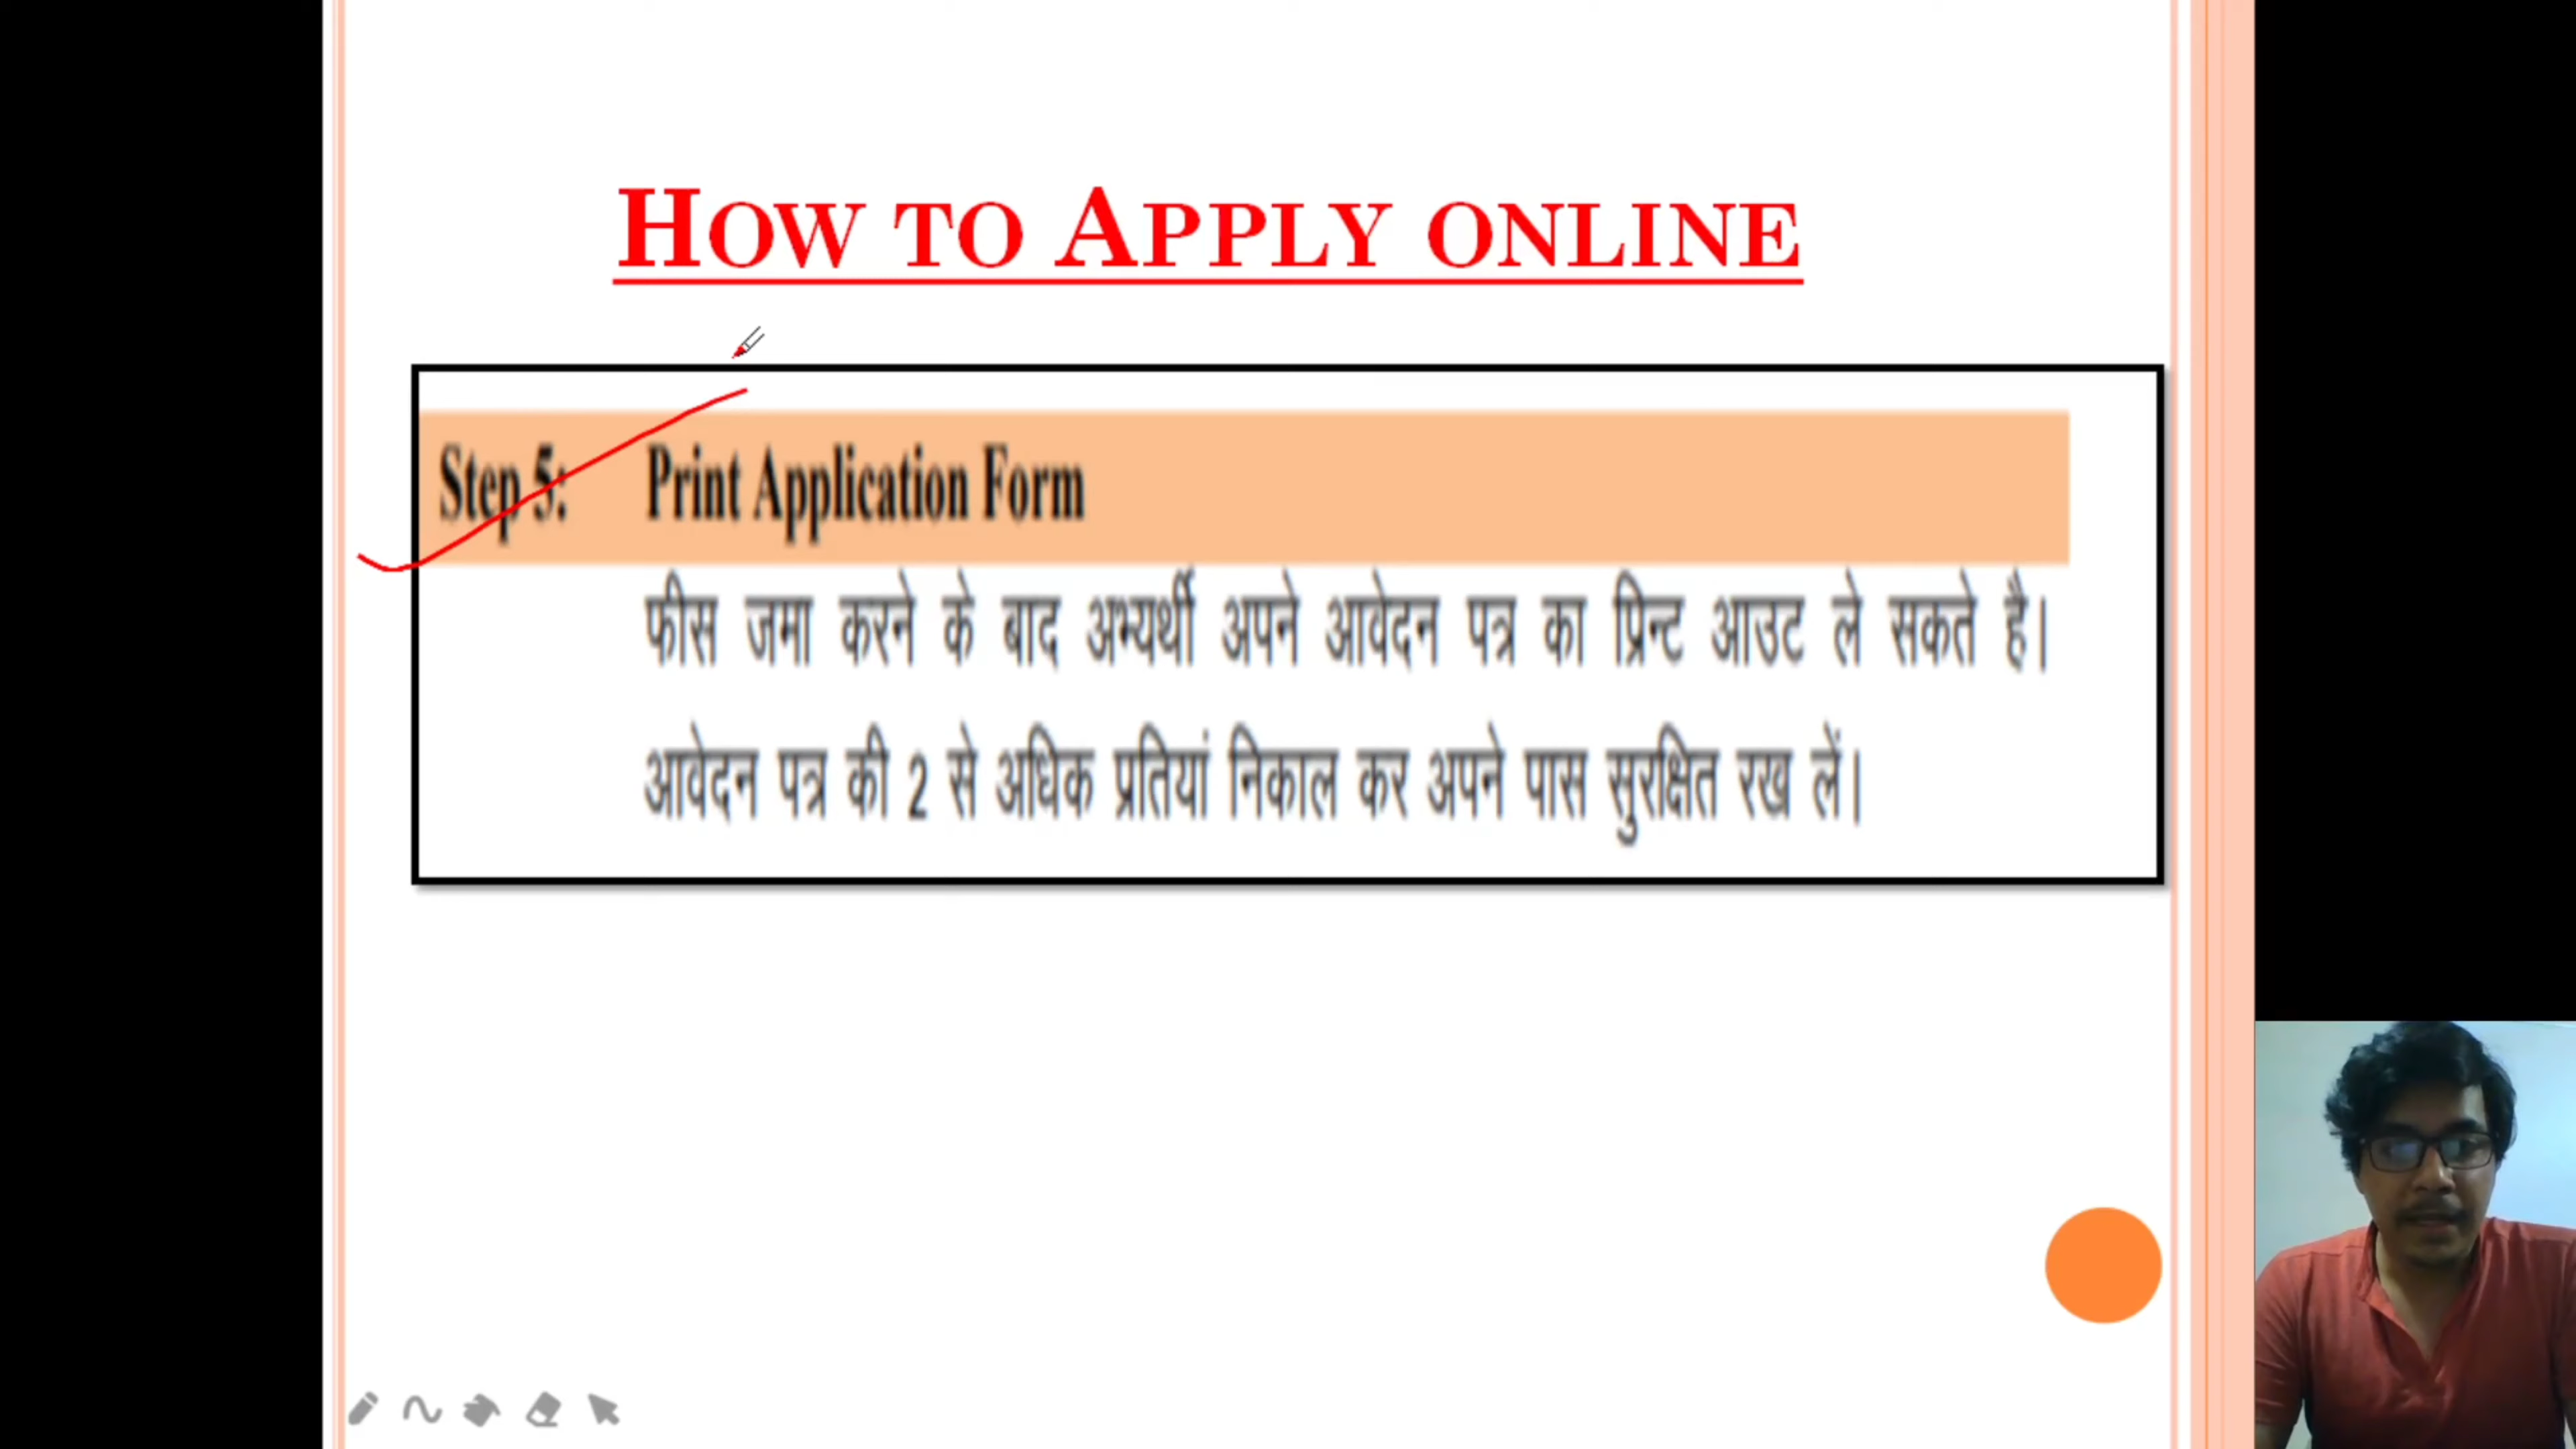 HOW TO APPLY ONLINE
Step 5: Print Application Form
फीस जमा करने के बाद अभ्यर्थी अपने आवेदन पत्र का प्रिन्ट आउट ले सकते है।
आवेदन पत्र की 2 से अधिक प्रतियां निकाल कर अपने पास सुरक्षित रख लें।